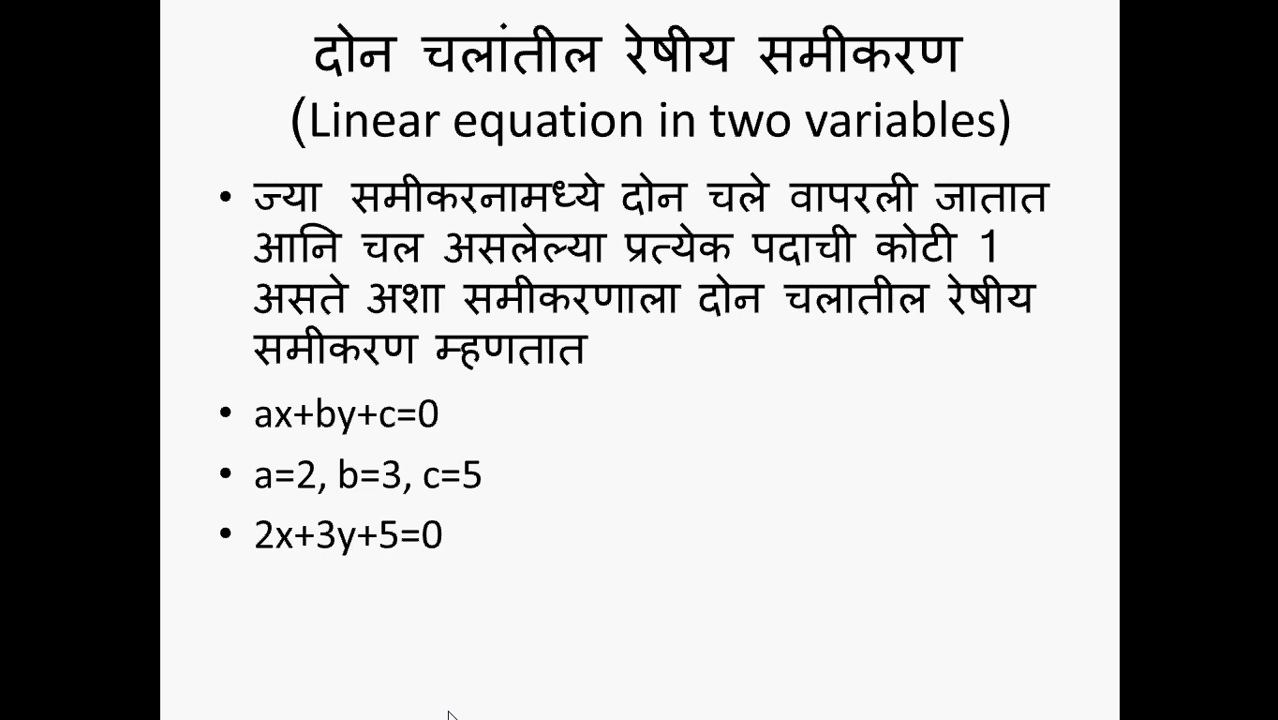 दोन चलांतील रेषीय समीकरण
(Linear equation in two variables)
• ज्या समीकरनामध्ये दोन चले वापरली जातात
आनि चल असलेल्या प्रत्येक पदाची कोटी 1
असते अशा समीकरणाला दोन चलातील रेषीय
समीकरण म्हणतात
• ax+by+c=0
• a=2, b=3, c=5
• 2x+3y+5=0